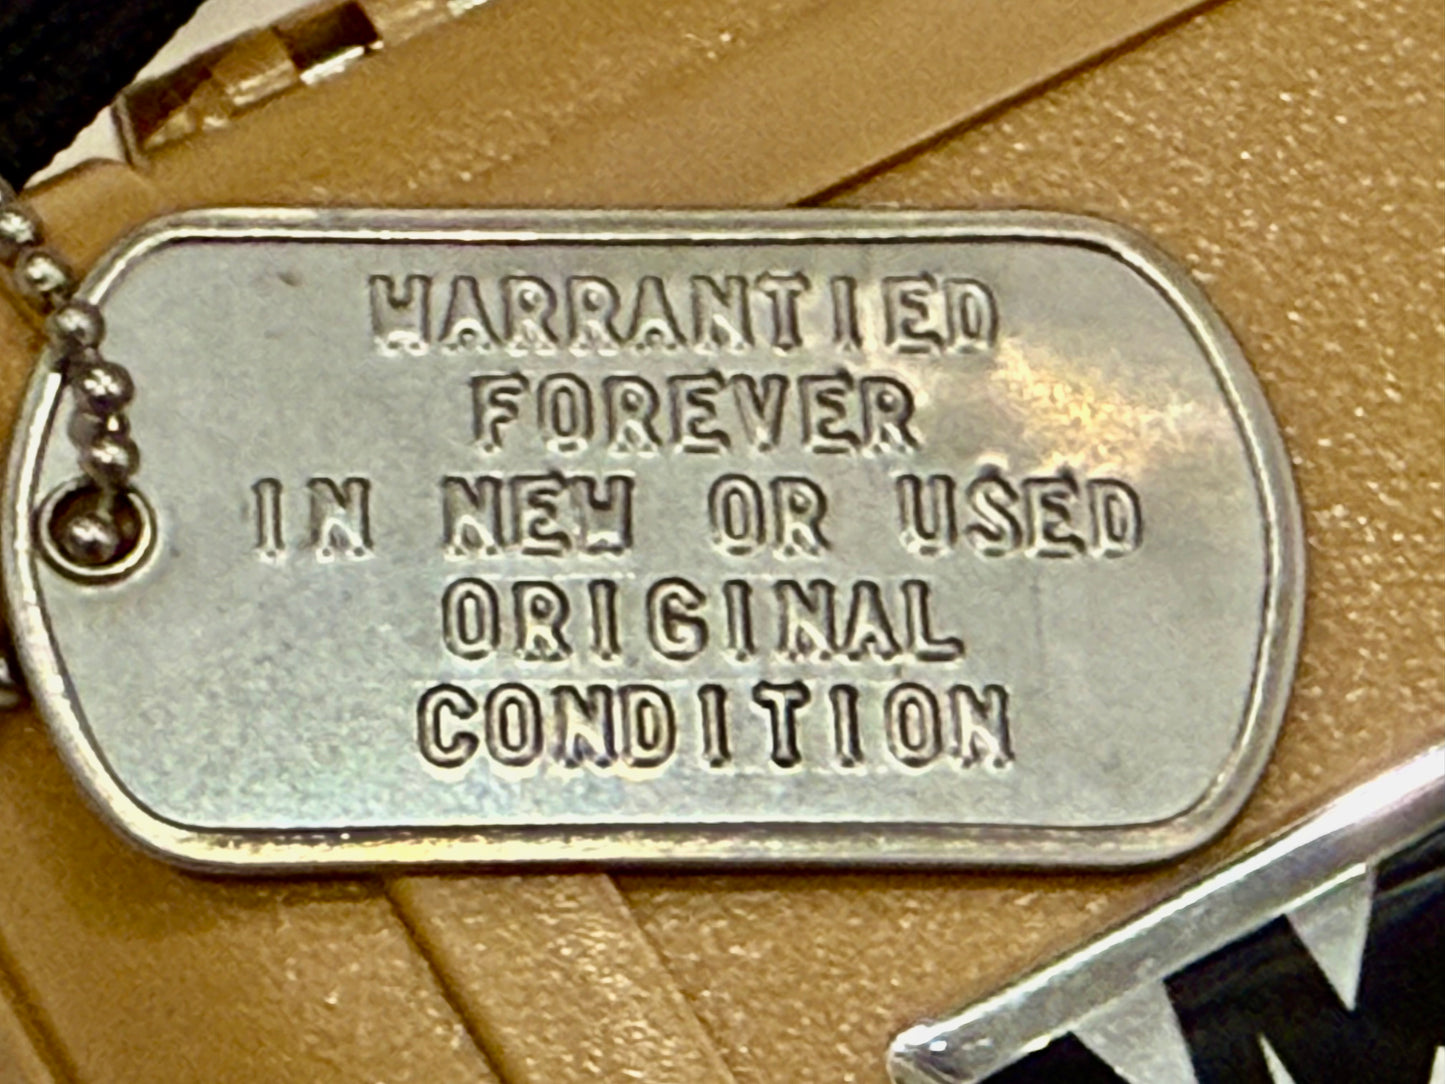 WARRANTIED
FOREVER
IN NEW OR USED
ORIGINAL
CONDITION